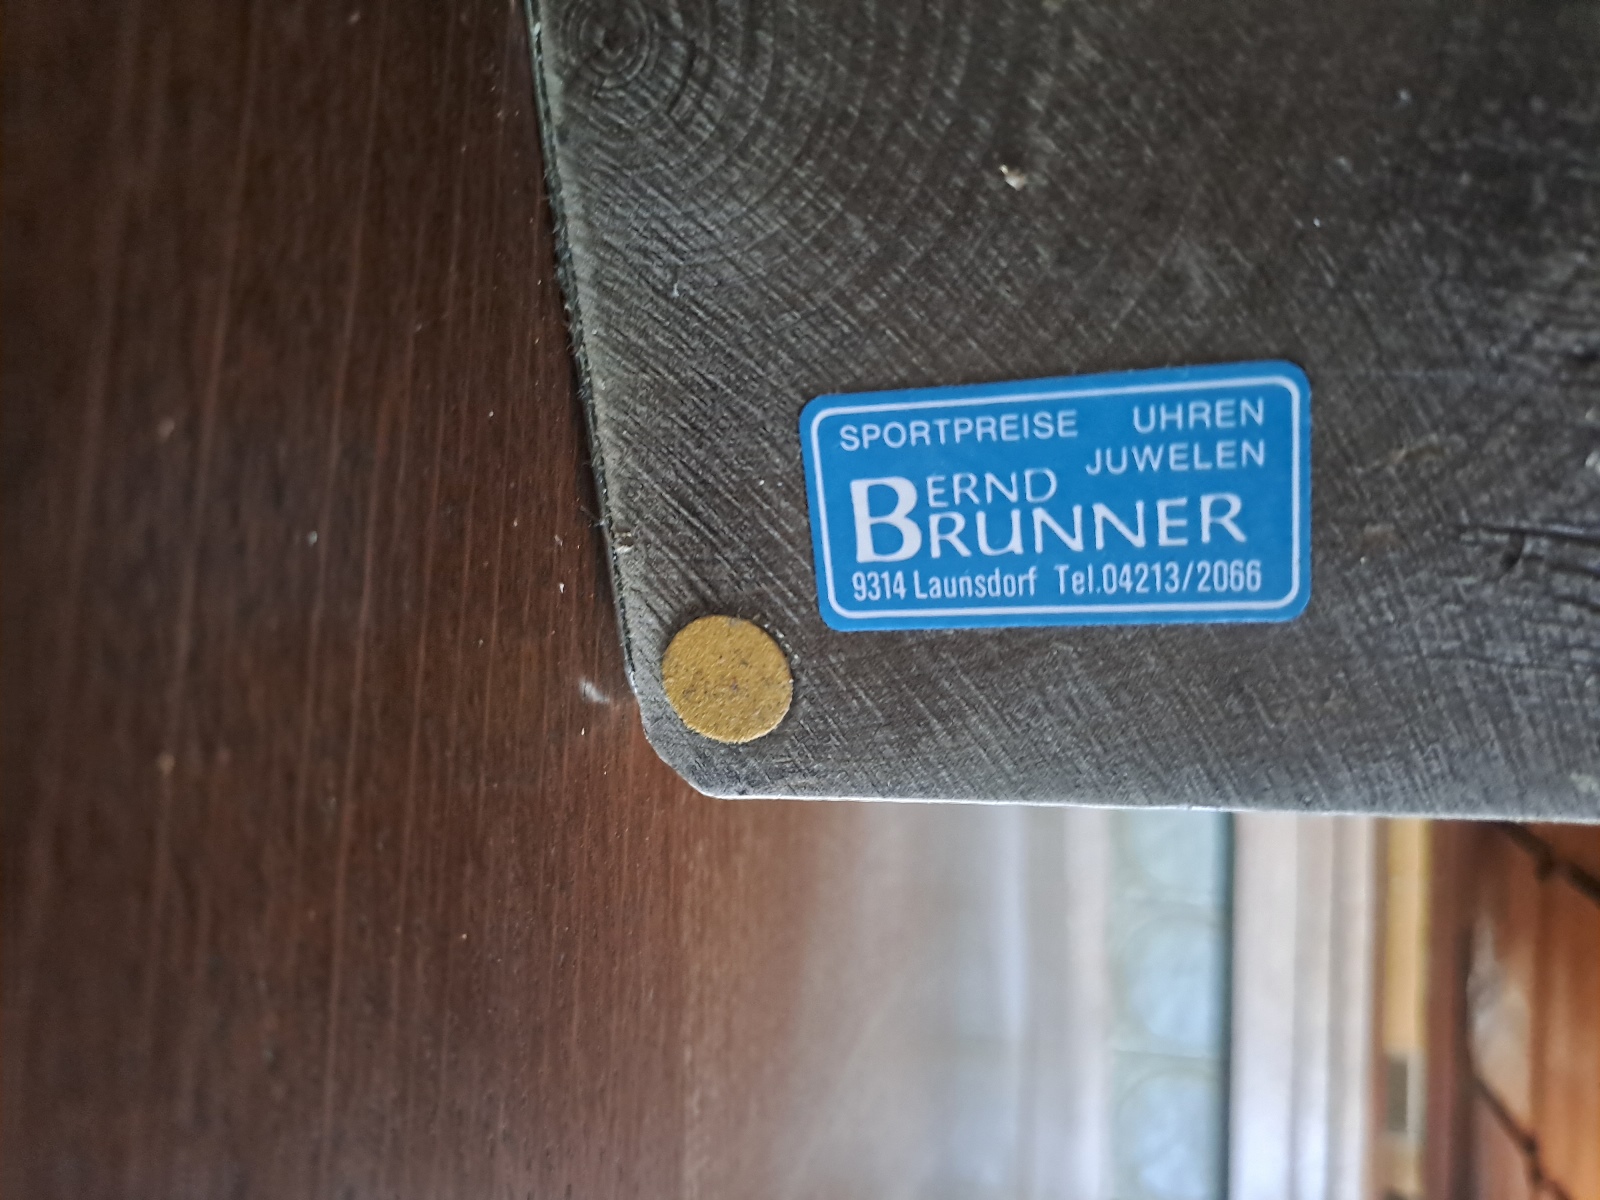 SPORTPREISE UHREN
JUWELEN
BERND
BRUNNER
9314 Launsdorf Tel.04213/2066